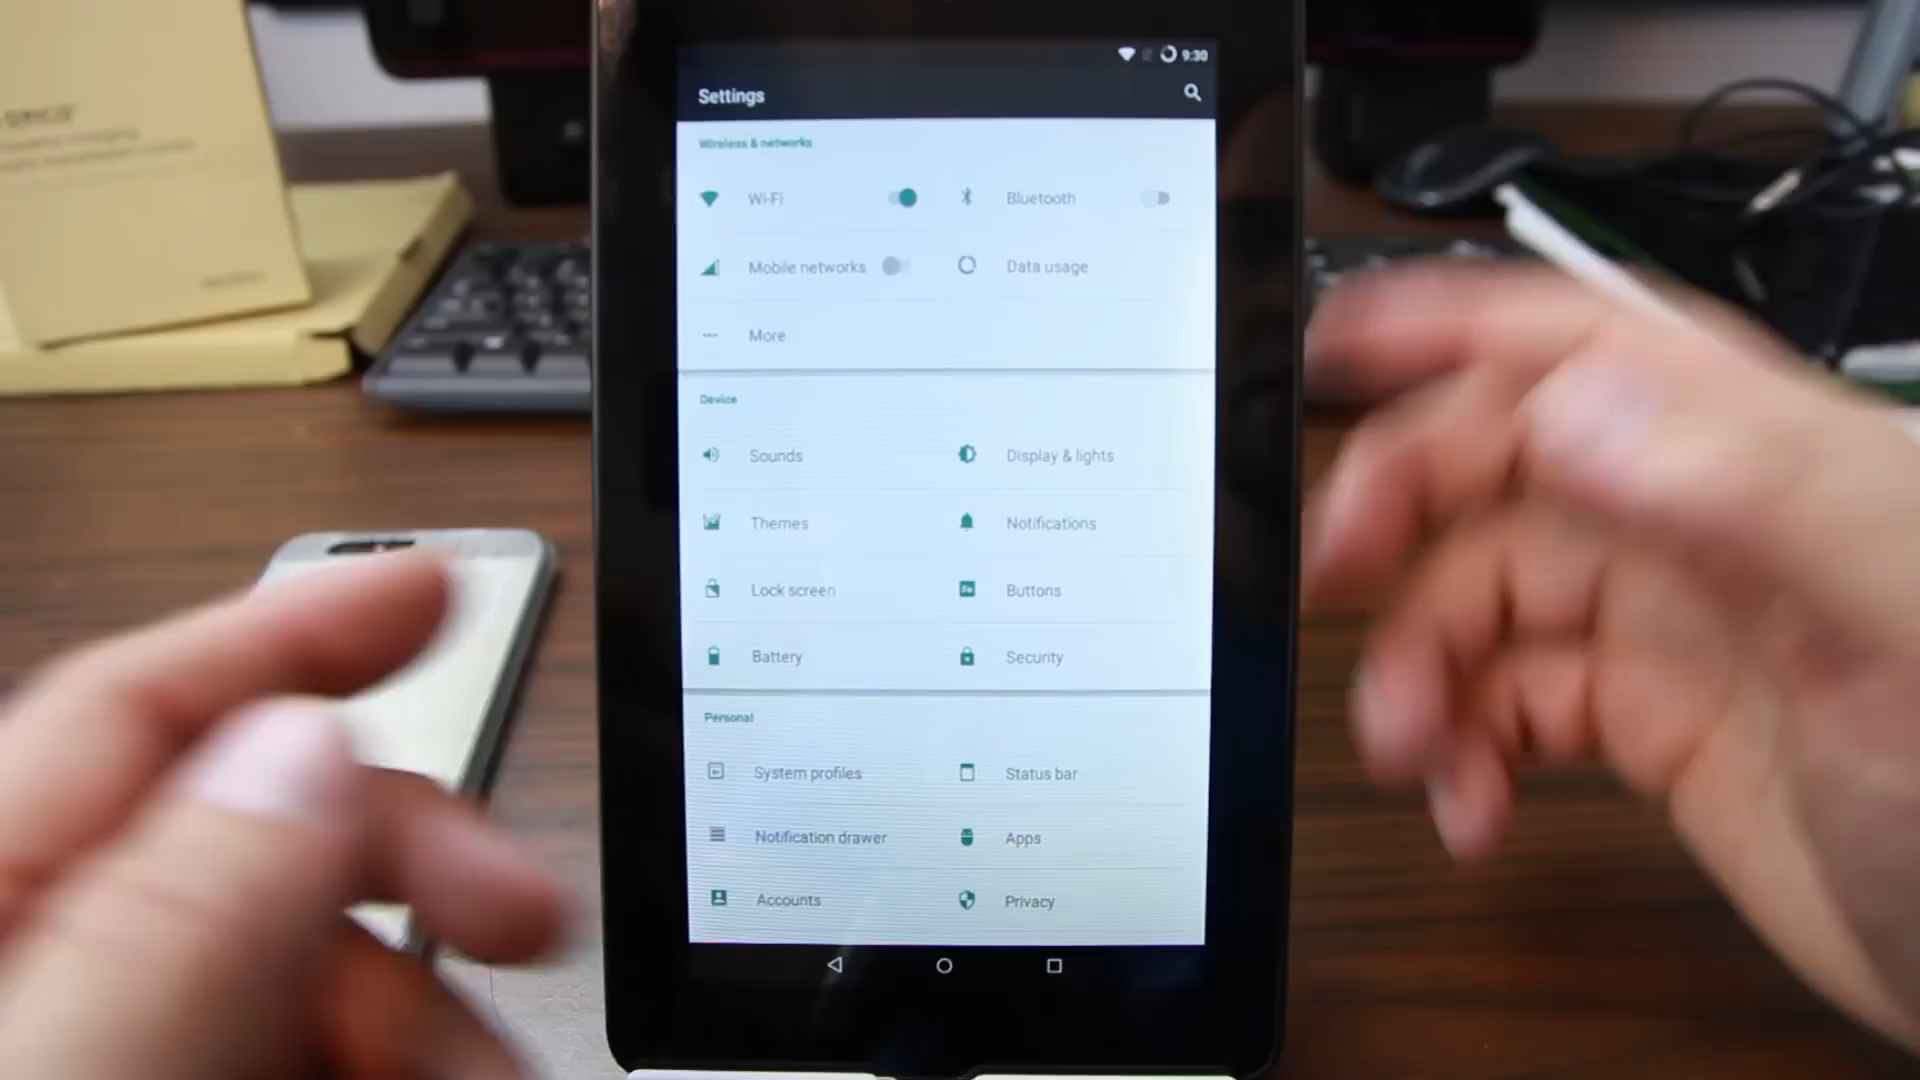 9:30
Settings
Wireless & networks
Wi-Fi
Bluetooth
Mobile networks
Data usage
More
Device
Sounds
Display & lights
Themes
Notifications
Lock screen
Buttons
Battery
Security
Personal
System profiles
Status bar
Notification drawer
Apps
Accounts
Privacy